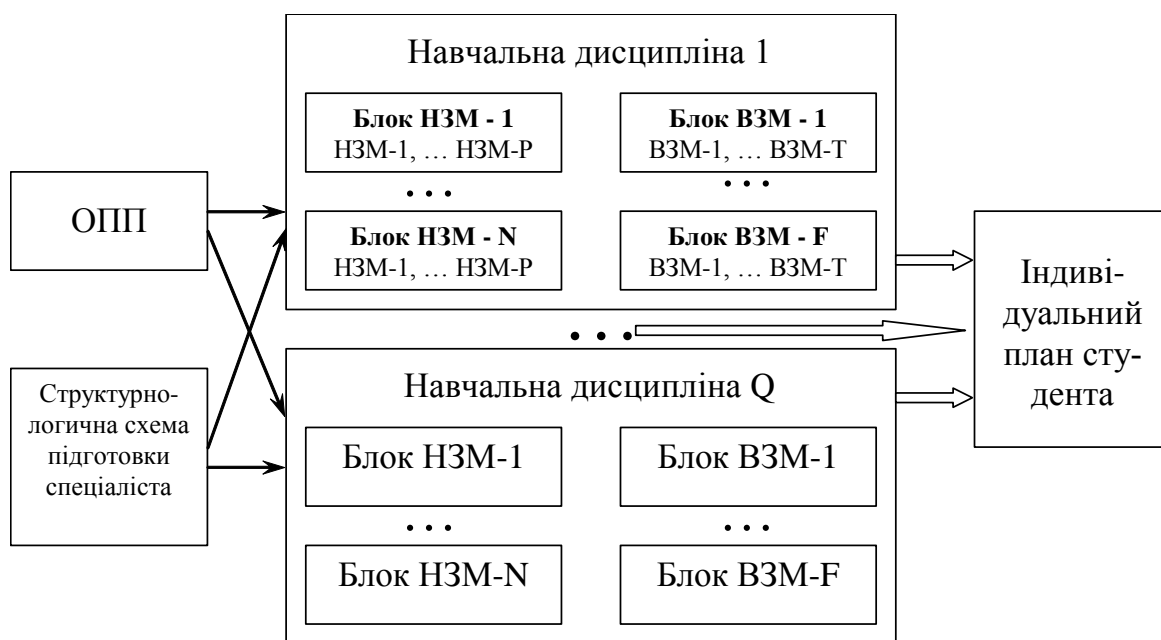 Навчальна дисципліна 1
Блок НЗМ - 1
НЗМ-1, … НЗМ-Р
Блок ВЗМ - 1
ВЗМ-1, … ВЗМ-Т
. . .
. . .
Блок НЗМ - N
НЗМ-1, … НЗМ-Р
Блок ВЗМ - F
ВЗМ-1, … ВЗМ-Т
ОПП
Структурно-
логична схема
підготовки
спеціаліста
. . .
Навчальна дисципліна Q
Блок НЗМ-1
Блок ВЗМ-1
. . .
. . .
Блок НЗМ-N
Блок ВЗМ-F
Індиві-
дуальний
план сту-
дента